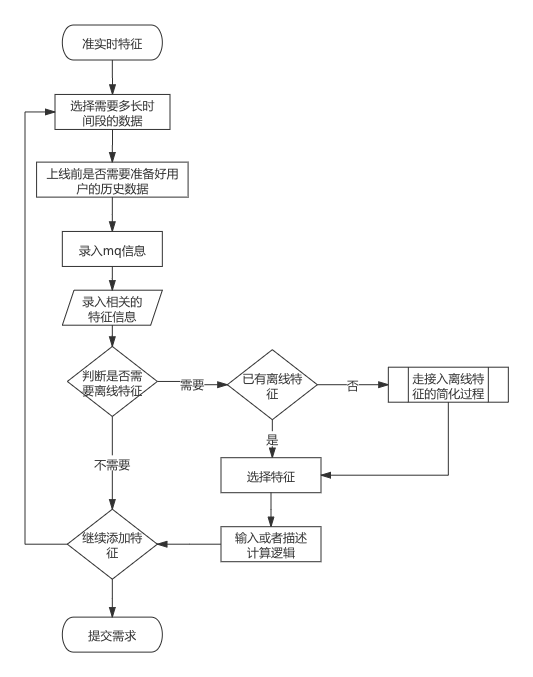 准实时特征
选择需要多长时
间段的数据
上线前是否需要准备好用
户的历史数据
录入mq信息
录入相关的
特征信息
判断是否需
要离线特征
需要
已有离线特
征
否
走接入离线特
征的简化过程
是
不需要
选择特征
继续添加特
征
输入或者描述
计算逻辑
提交需求